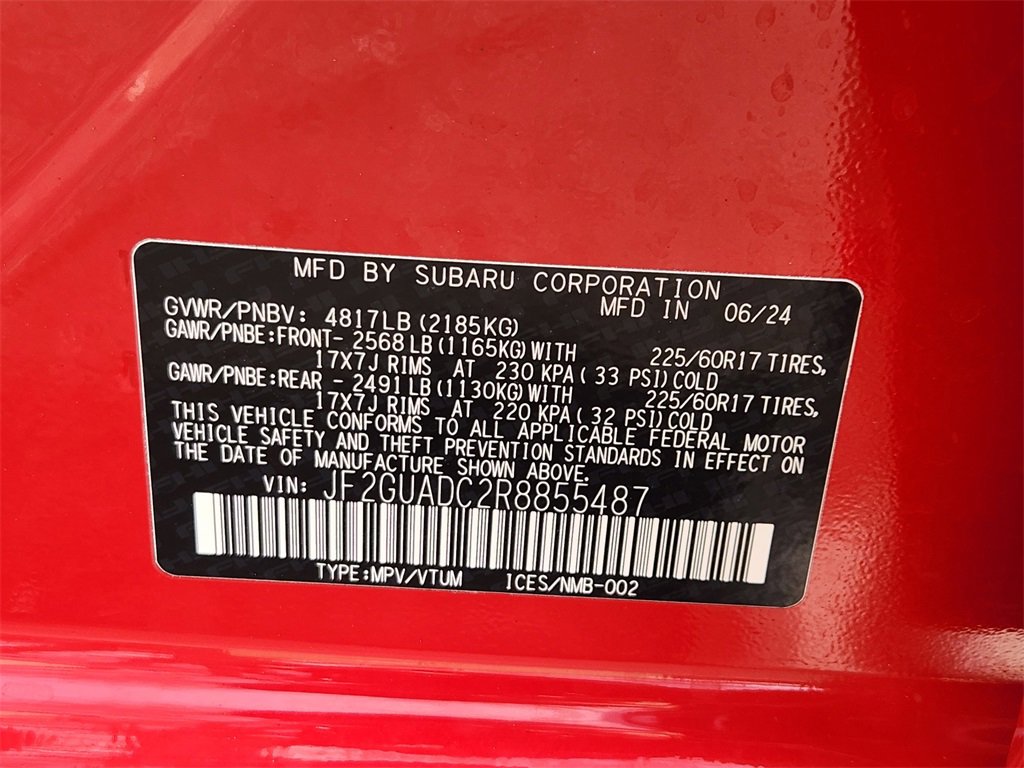 MFD BY SUBARU CORPORATION
MFD IN 06/24
GVWR/PNBV: 4817LB(2185KG)
GAWR/PNBE:FRONT- 2568LB(1165KG)WITH 225/60R17 TIRES,
17X7J RIMS AT 230 KPA( 33 PSI)COLD
GAWR/PNBE:REAR - 2491LB(1130KG)WITH 225/60R17 TIRES,
17X7J RIMS AT 220 KPA( 32 PSI)COLD
THIS VEHICLE CONFORMS TO ALL APPLICABLE FEDERAL MOTOR
VEHICLE SAFETY AND THEFT PREVENTION STANDARDS IN EFFECT ON
THE DATE OF MANUFACTURE SHOWN ABOVE.
VIN: JF2GUADC2R8855487
TYPE:MPV/VTUM ICES/NMB-002